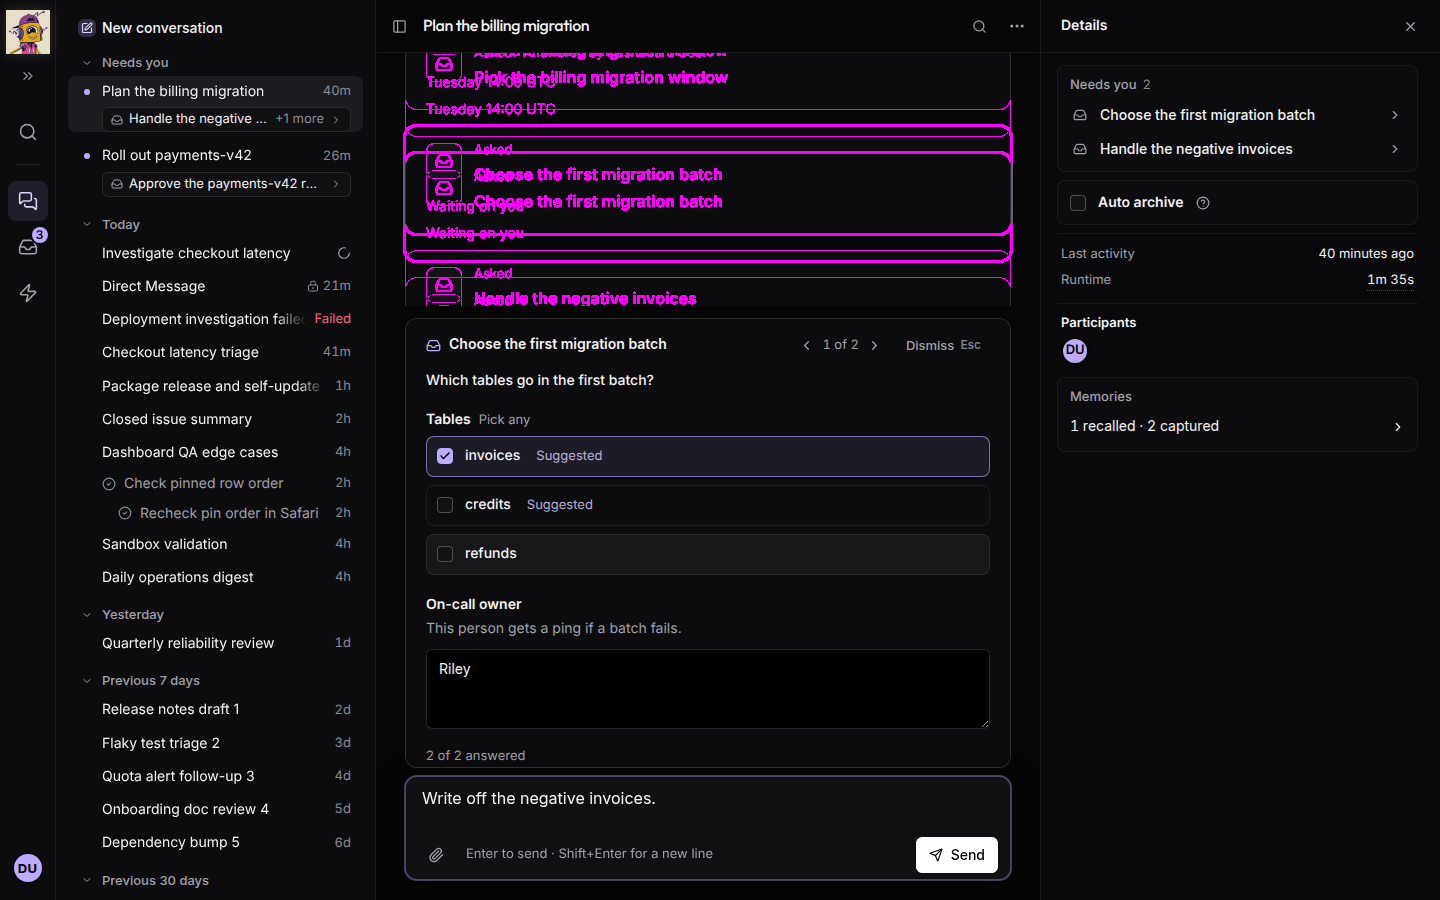 New conversation
Needs you
Plan the billing migration 40m
Handle the negative ... +1 more
Roll out payments-v42 26m
Approve the payments-v42 r...
Today
Investigate checkout latency
Direct Message 21m
Deployment investigation failed Failed
Checkout latency triage 41m
Package release and self-update 1h
Closed issue summary 2h
Dashboard QA edge cases 4h
Check pinned row order 2h
Recheck pin order in Safari 2h
Sandbox validation 4h
Daily operations digest 4h
Yesterday
Quarterly reliability review 1d
Previous 7 days
Release notes draft 1 2d
Flaky test triage 2 3d
Quota alert follow-up 3 4d
Onboarding doc review 4 5d
Dependency bump 5 6d
Previous 30 days
3
DU
Plan the billing migration
Pick the billing migration window
Tuesday 14:00 UTC
Tuesday 14:00 UTC
Asked
Choose the first migration batch
Choose the first migration batch
Waiting on you
Waiting on you
Asked
Handle the negative invoices
Choose the first migration batch
1 of 2
Dismiss Esc
Which tables go in the first batch?
Tables Pick any
invoices Suggested
credits Suggested
refunds
On-call owner
This person gets a ping if a batch fails.
Riley
2 of 2 answered
Write off the negative invoices.
Enter to send · Shift+Enter for a new line
Send
Details
Needs you 2
Choose the first migration batch
Handle the negative invoices
Auto archive
Last activity 40 minutes ago
Runtime 1m 35s
Participants
DU
Memories
1 recalled · 2 captured